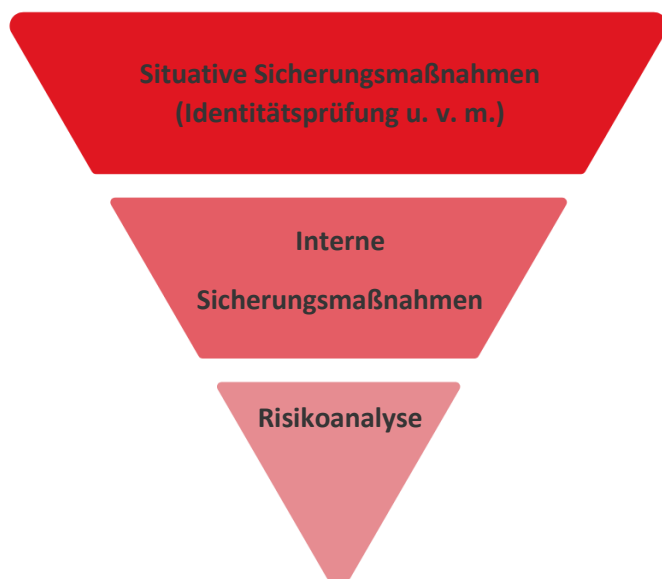 Situative Sicherungsmaßnahmen
(Identitätsprüfung u. v. m.)
Interne
Sicherungsmaßnahmen
Risikoanalyse